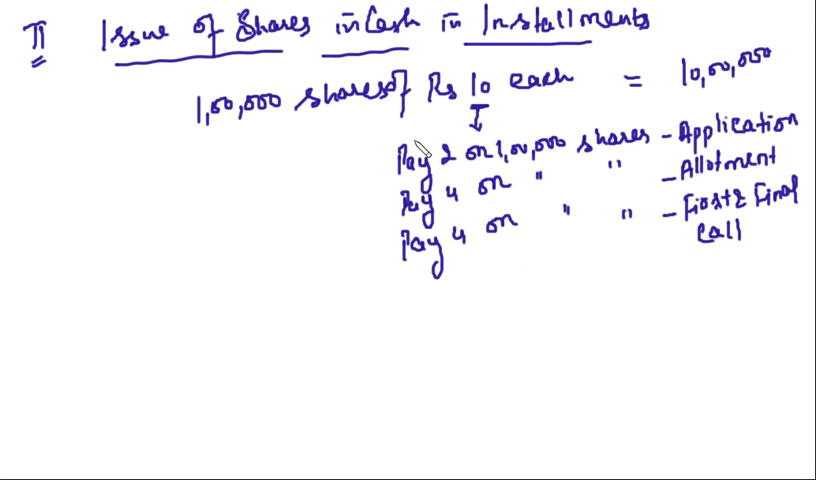 II Issue of Shares in Cash in Installments
1,00,000 shares of Rs 10 each = 10,00,000
Pay 2 on 1,00,000 shares - Application
Pay 4 on " " - Allotment
Pay 4 on " " - First & Final
Call